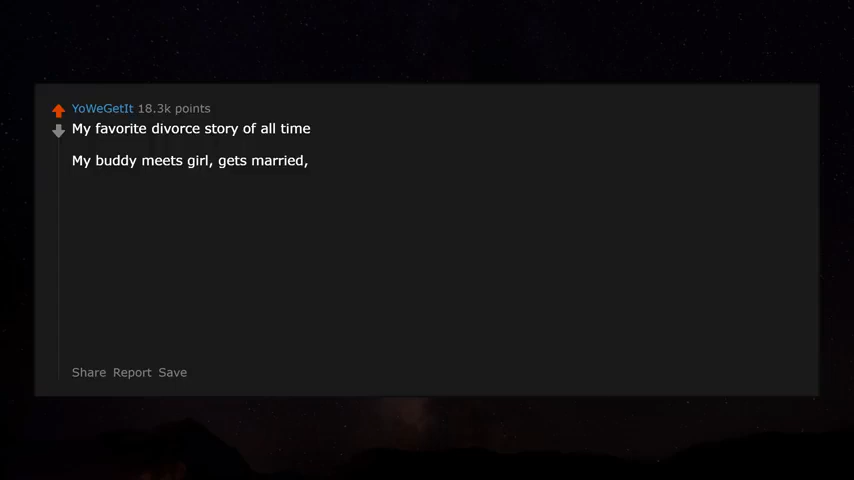 YoWeGetIt 18.3k points
My favorite divorce story of all time
My buddy meets girl, gets married,
Share Report Save